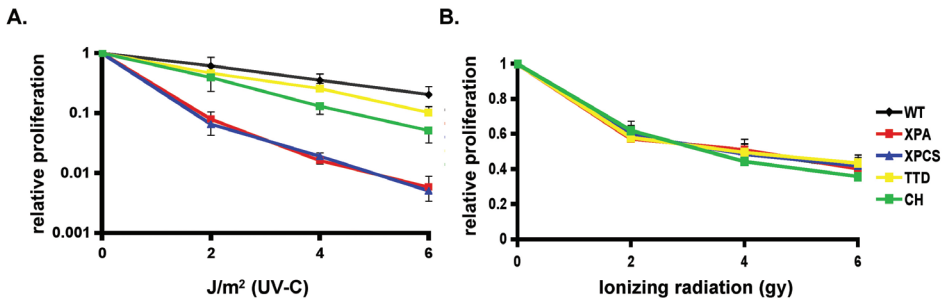 A.
relative proliferation
1
0.1
0.01
0.001
0 2 4 6
J/m² (UV-C)
B.
relative proliferation
1
0.8
0.6
0.4
0.2
0
0 2 4 6
Ionizing radiation (gy)
WT
XPA
XPCS
TTD
CH